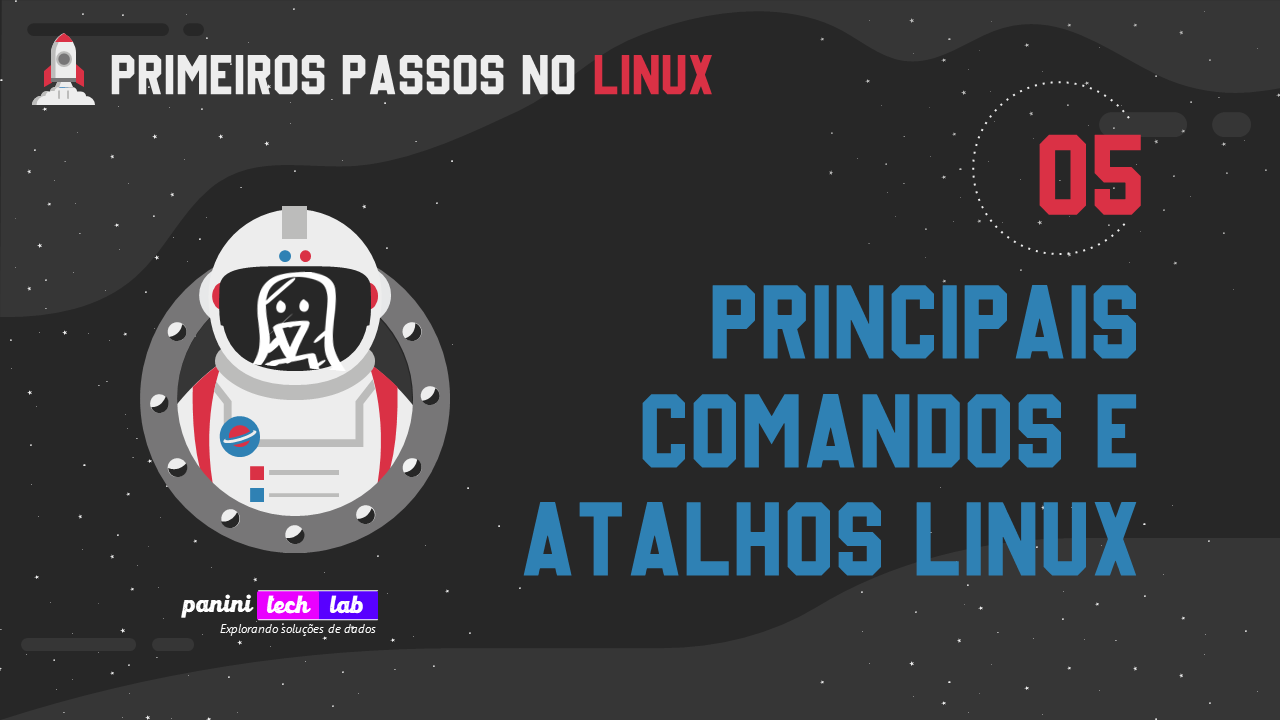 PRIMEIROS PASSOS NO LINUX
05
PRINCIPAIS
COMANDOS E
ATALHOS LINUX
panini tech lab
Explorando soluções de dados